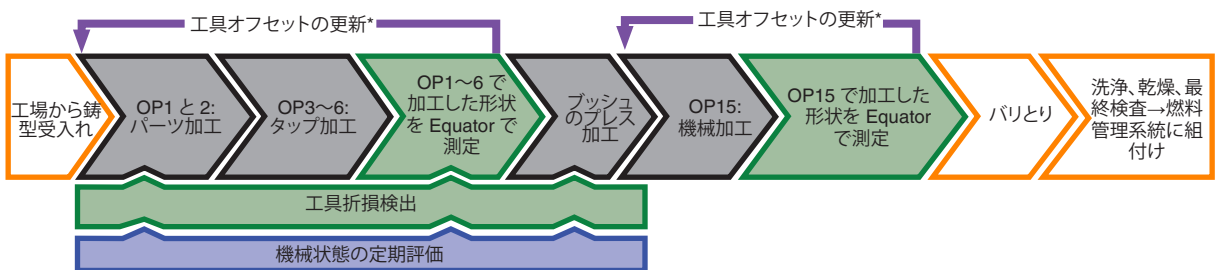 工具オフセットの更新*
工具オフセットの更新*
工場から鋳
型受入れ
OP1 と 2:
パーツ加工
OP3～6:
タップ加工
OP1～6 で
加工した形状
を Equator で
測定
ブッシュ
のプレス
加工
OP15:
機械加工
OP15 で加工した
形状を Equator
で測定
バリとり
洗浄、乾燥、最
終検査→燃料
管理系統に組
付け
工具折損検出
機械状態の定期評価